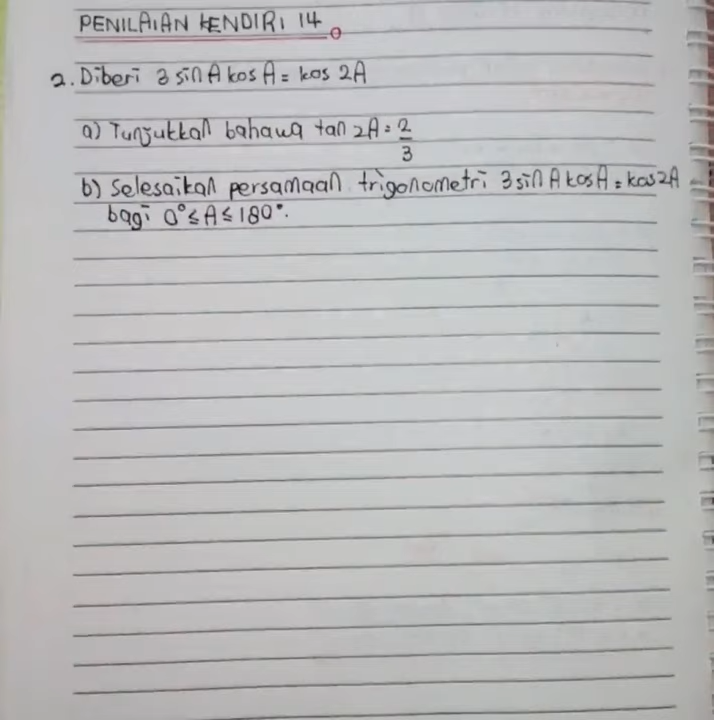 PENILAIAN KENDIRI 14
2. Diberi 3 sin A kos A = kos 2A
a) Tunjukkan bahawa tan 2A = 2/3
b) Selesaikan persamaan trigonometri 3 sin A kos A = kos 2A
bagi 0° ≤ A ≤ 180°.